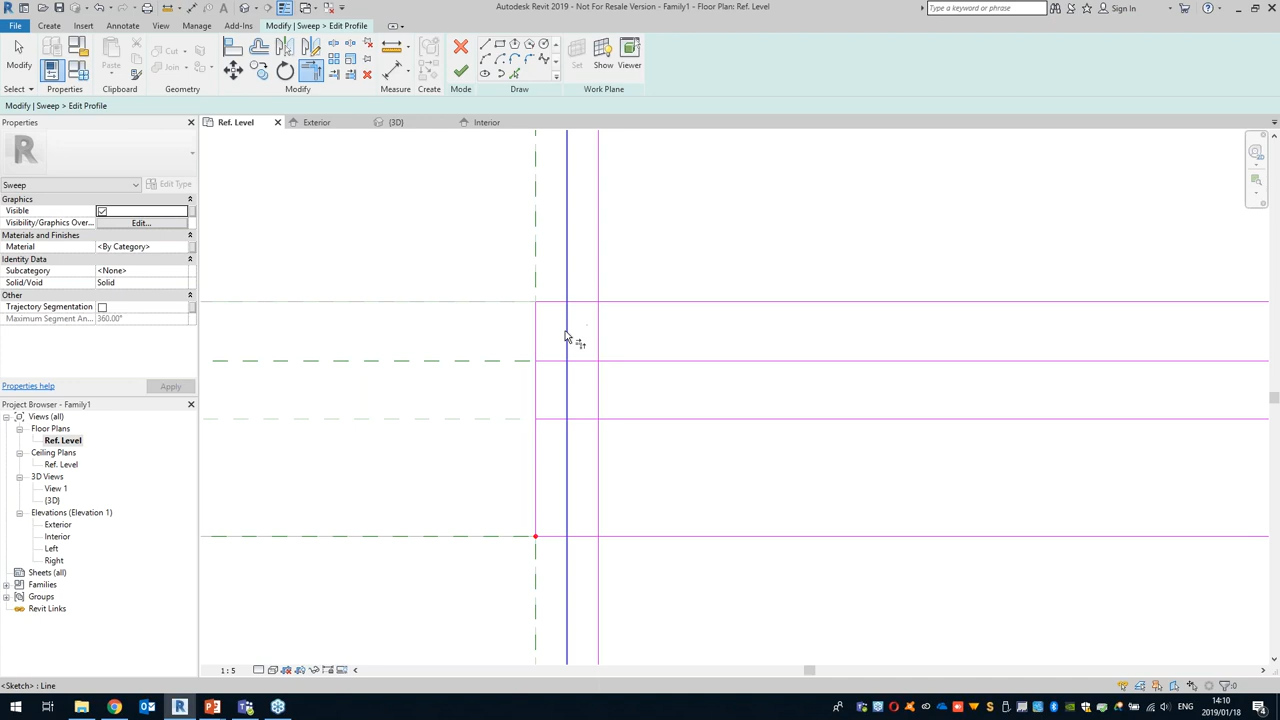 Autodesk Revit 2019 - Not For Resale Version - Family1 - Floor Plan: Ref. Level
Type a keyword or phrase
Sign In
File
Create
Insert
Annotate
View
Manage
Add-Ins
Modify | Sweep > Edit Profile
Modify
Paste
Cut
Join
Create
Set
Show
Viewer
Select
Properties
Clipboard
Geometry
Modify
Measure
Create
Mode
Draw
Work Plane
Modify | Sweep > Edit Profile
Properties
Ref. Level
Exterior
{3D}
Interior
Sweep
Edit Type
Graphics
Visible
Visibility/Graphics Over...
Edit...
Materials and Finishes
Material
<By Category>
Identity Data
Subcategory
<None>
Solid/Void
Solid
Other
Trajectory Segmentation
Maximum Segment An...
360.00°
Properties help
Apply
Project Browser - Family1
Views (all)
Floor Plans
Ref. Level
Ceiling Plans
Ref. Level
3D Views
View 1
{3D}
Elevations (Elevation 1)
Exterior
Interior
Left
Right
Sheets (all)
Families
Groups
Revit Links
1 : 5
<Sketch> : Line
:0
ENG
14:10
2019/01/18